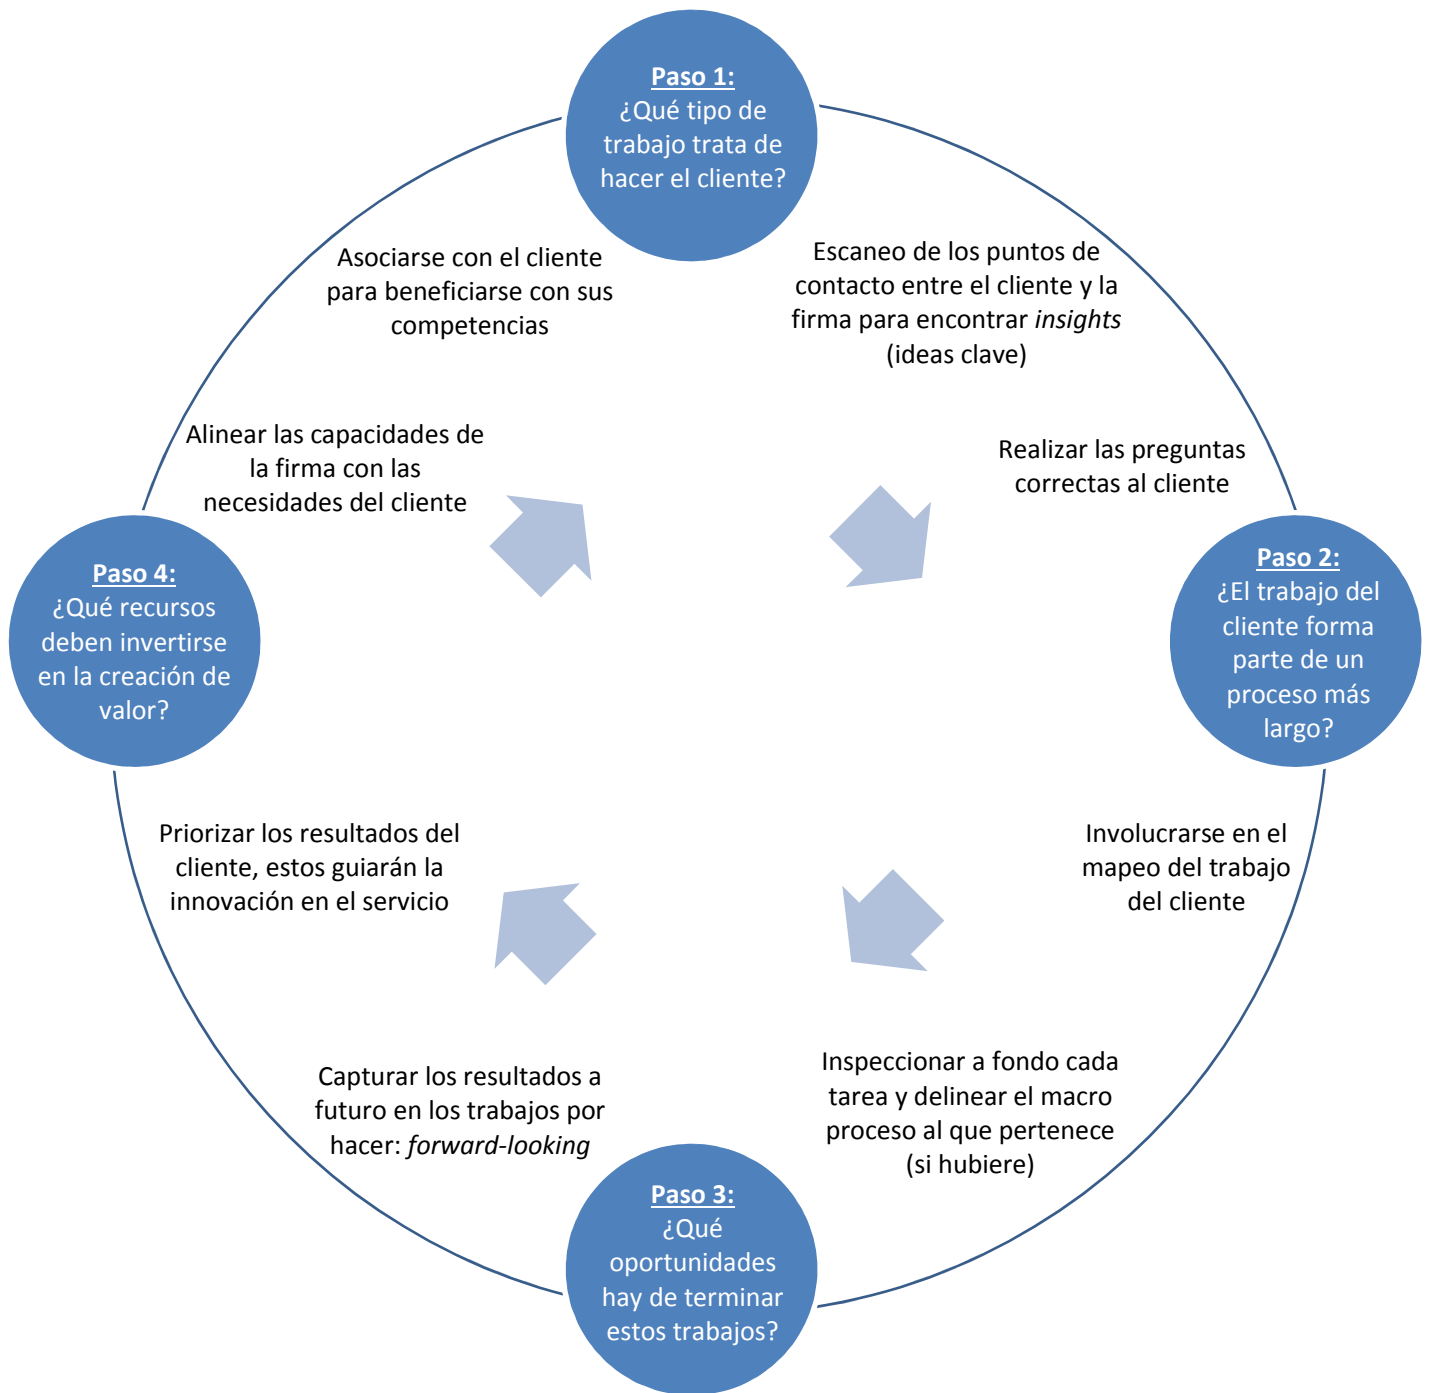 Paso 1:
¿Qué tipo de
trabajo trata de
hacer el cliente?
Escaneo de los puntos de
contacto entre el cliente y la
firma para encontrar insights
(ideas clave)
Realizar las preguntas
correctas al cliente
Paso 2:
¿El trabajo del
cliente forma
parte de un
proceso más
largo?
Involucrarse en el
mapeo del trabajo
del cliente
Inspeccionar a fondo cada
tarea y delinear el macro
proceso al que pertenece
(si hubiere)
Paso 3:
¿Qué
oportunidades
hay de terminar
estos trabajos?
Capturar los resultados a
futuro en los trabajos por
hacer: forward-looking
Priorizar los resultados del
cliente, estos guiarán la
innovación en el servicio
Paso 4:
¿Qué recursos
deben invertirse
en la creación de
valor?
Alinear las capacidades de
la firma con las
necesidades del cliente
Asociarse con el cliente
para beneficiarse con sus
competencias